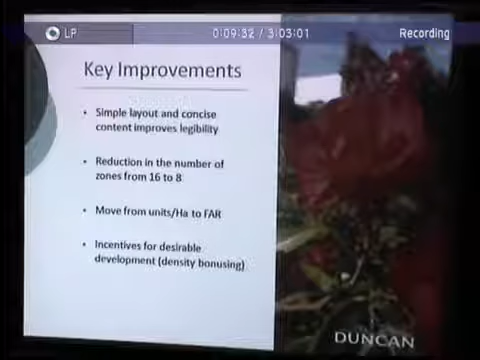 LP 0:09:32 / 3:03:01 Recording
Key Improvements
• Simple layout and concise
content improves legibility
• Reduction in the number of
zones from 16 to 8
• Move from units/Ha to FAR
• Incentives for desirable
development (density bonusing)
DUNCAN